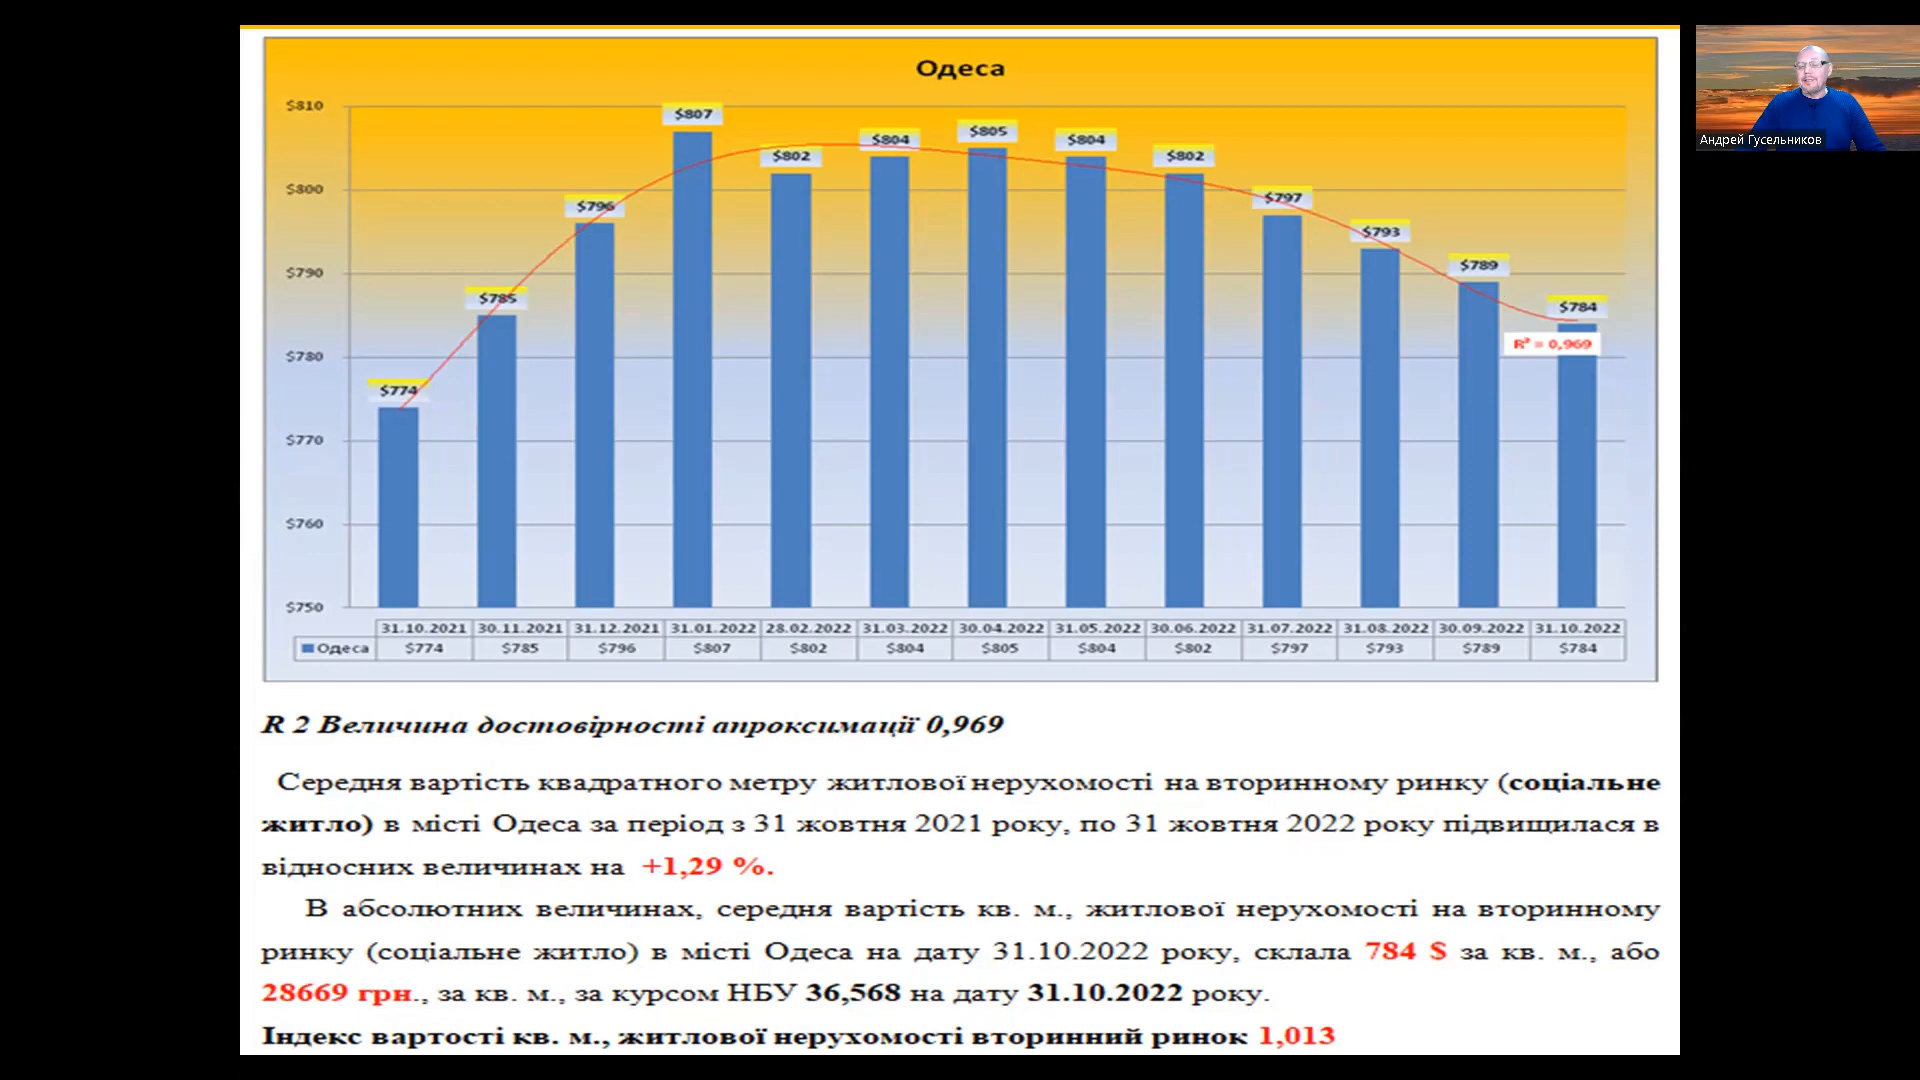 Одеса
$810
$800
$790
$780
$770
$760
$750
$774
$785
$796
$807
$802
$804
$805
$804
$802
$797
$793
$789
$784
R² = 0,969
31.10.2021 30.11.2021 31.12.2021 31.01.2022 28.02.2022 31.03.2022 30.04.2022 31.05.2022 30.06.2022 31.07.2022 31.08.2022 30.09.2022 31.10.2022
Одеса $774 $785 $796 $807 $802 $804 $805 $804 $802 $797 $793 $789 $784
Андрей Гусельников
R 2 Величина достовірності апроксимації 0,969
Середня вартість квадратного метру житлової нерухомості на вторинному ринку (соціальне
житло) в місті Одеса за період з 31 жовтня 2021 року, по 31 жовтня 2022 року підвищилася в
відносних величинах на +1,29 %.
В абсолютних величинах, середня вартість кв. м., житлової нерухомості на вторинному
ринку (соціальне житло) в місті Одеса на дату 31.10.2022 року, склала 784 $ за кв. м., або
28669 грн., за кв. м., за курсом НБУ 36,568 на дату 31.10.2022 року.
Індекс вартості кв. м., житлової нерухомості вторинний ринок 1,013